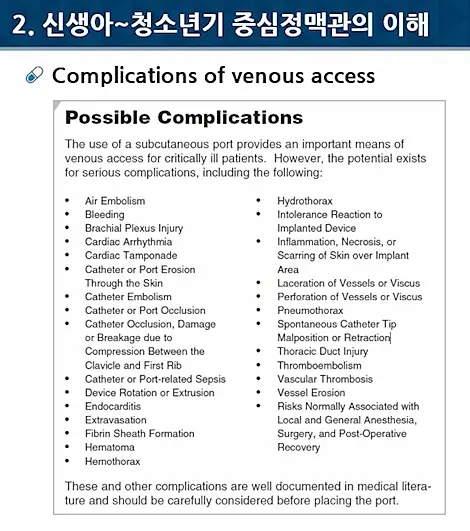 2. 신생아~청소년기 중심정맥관의 이해
Complications of venous access
Possible Complications
The use of a subcutaneous port provides an important means of
venous access for critically ill patients. However, the potential exists
for serious complications, including the following:
• Air Embolism
• Bleeding
• Brachial Plexus Injury
• Cardiac Arrhythmia
• Cardiac Tamponade
• Catheter or Port Erosion
Through the Skin
• Catheter Embolism
• Catheter or Port Occlusion
• Catheter Occlusion, Damage
or Breakage due to
Compression Between the
Clavicle and First Rib
• Catheter or Port-related Sepsis
• Device Rotation or Extrusion
• Endocarditis
• Extravasation
• Fibrin Sheath Formation
• Hematoma
• Hemothorax
• Hydrothorax
• Intolerance Reaction to
Implanted Device
• Inflammation, Necrosis, or
Scarring of Skin over Implant
Area
• Laceration of Vessels or Viscus
• Perforation of Vessels or Viscus
• Pneumothorax
• Spontaneous Catheter Tip
Malposition or Retraction
• Thoracic Duct Injury
• Thromboembolism
• Vascular Thrombosis
• Vessel Erosion
• Risks Normally Associated with
Local and General Anesthesia,
Surgery, and Post-Operative
Recovery
These and other complications are well documented in medical litera-
ture and should be carefully considered before placing the port.